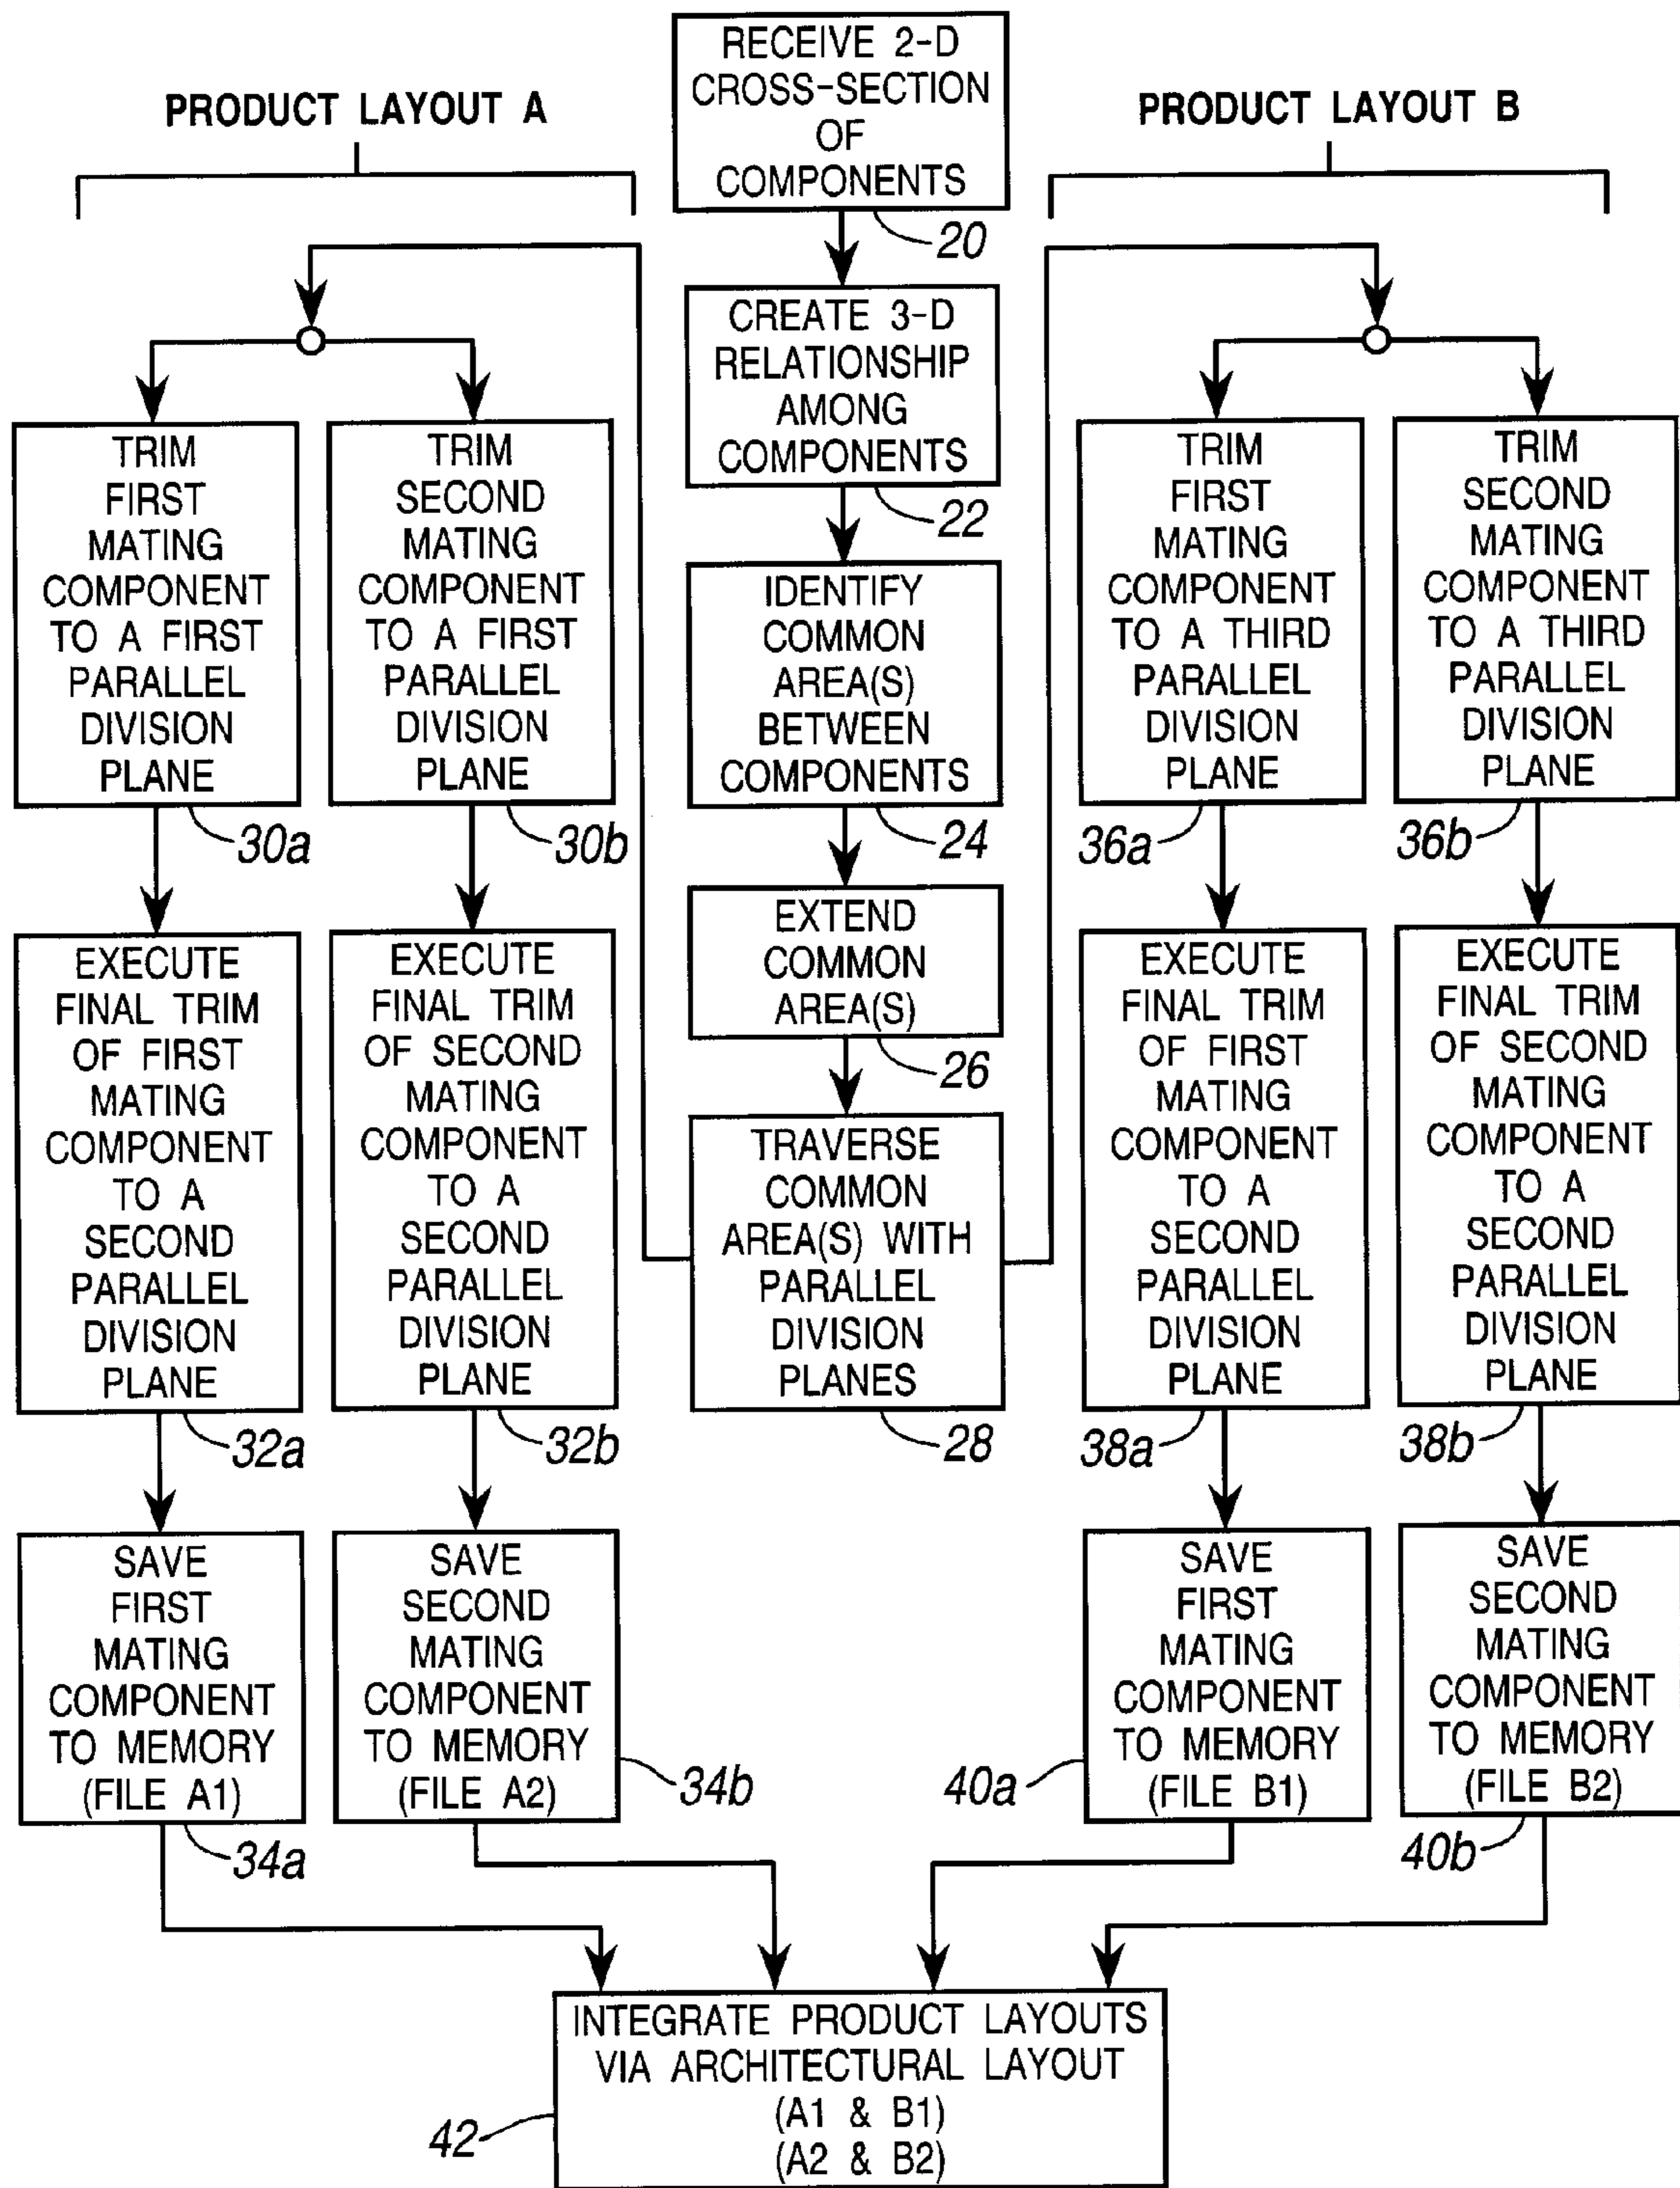 RECEIVE 2-D
CROSS-SECTION
OF
COMPONENTS
20
PRODUCT LAYOUT A
PRODUCT LAYOUT B
CREATE 3-D
RELATIONSHIP
AMONG
COMPONENTS
22
IDENTIFY
COMMON
AREA(S)
BETWEEN
COMPONENTS
24
EXTEND
COMMON
AREA(S)
26
TRAVERSE
COMMON
AREA(S) WITH
PARALLEL
DIVISION
PLANES
28
TRIM
FIRST
MATING
COMPONENT
TO A FIRST
PARALLEL
DIVISION
PLANE
30a
TRIM
SECOND
MATING
COMPONENT
TO A FIRST
PARALLEL
DIVISION
PLANE
30b
EXECUTE
FINAL TRIM
OF FIRST
MATING
COMPONENT
TO A
SECOND
PARALLEL
DIVISION
PLANE
32a
EXECUTE
FINAL TRIM
OF SECOND
MATING
COMPONENT
TO A
SECOND
PARALLEL
DIVISION
PLANE
32b
SAVE
FIRST
MATING
COMPONENT
TO MEMORY
(FILE A1)
34a
SAVE
SECOND
MATING
COMPONENT
TO MEMORY
(FILE A2)
34b
TRIM
FIRST
MATING
COMPONENT
TO A THIRD
PARALLEL
DIVISION
PLANE
36a
TRIM
SECOND
MATING
COMPONENT
TO A THIRD
PARALLEL
DIVISION
PLANE
36b
EXECUTE
FINAL TRIM
OF FIRST
MATING
COMPONENT
TO A
SECOND
PARALLEL
DIVISION
PLANE
38a
EXECUTE
FINAL TRIM
OF SECOND
MATING
COMPONENT
TO A
SECOND
PARALLEL
DIVISION
PLANE
38b
SAVE
FIRST
MATING
COMPONENT
TO MEMORY
(FILE B1)
40a
SAVE
SECOND
MATING
COMPONENT
TO MEMORY
(FILE B2)
40b
INTEGRATE PRODUCT LAYOUTS
VIA ARCHITECTURAL LAYOUT
(A1 & B1)
(A2 & B2)
42